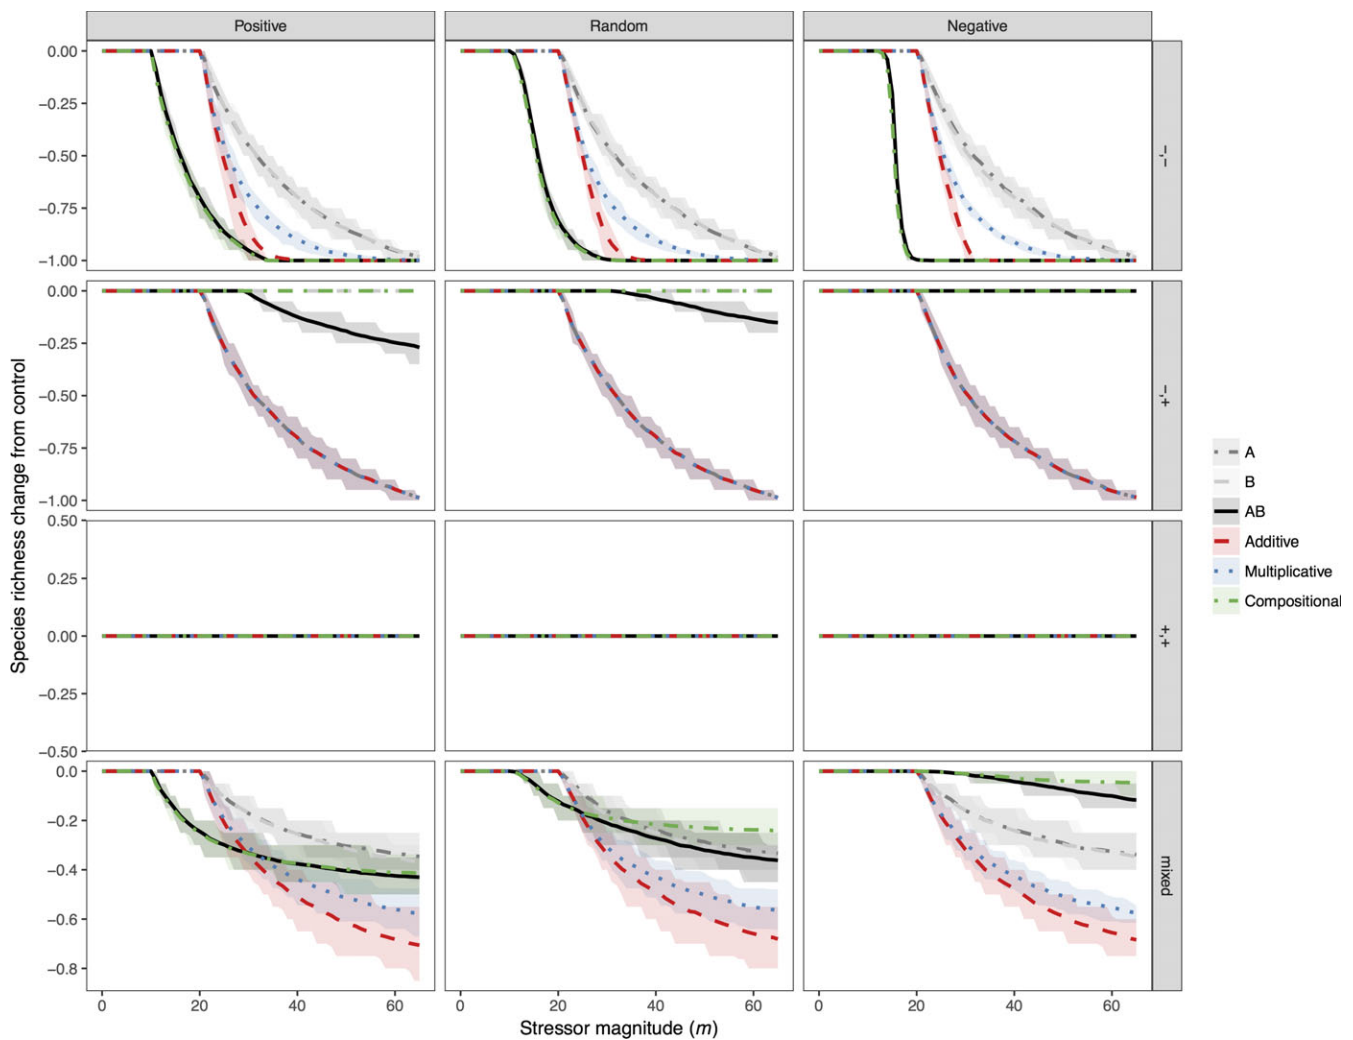 Positive
Random
Negative
0.00
−0.25
−0.50
−0.75
−1.00
−,−
0.00
−0.25
−0.50
−0.75
−1.00
−,+
0.50
0.25
0.00
−0.25
−0.50
+,+
0.0
−0.2
−0.4
−0.6
−0.8
mixed
0 20 40 60
0 20 40 60
0 20 40 60
Species richness change from control
Stressor magnitude (m)
A
B
AB
Additive
Multiplicative
Compositional